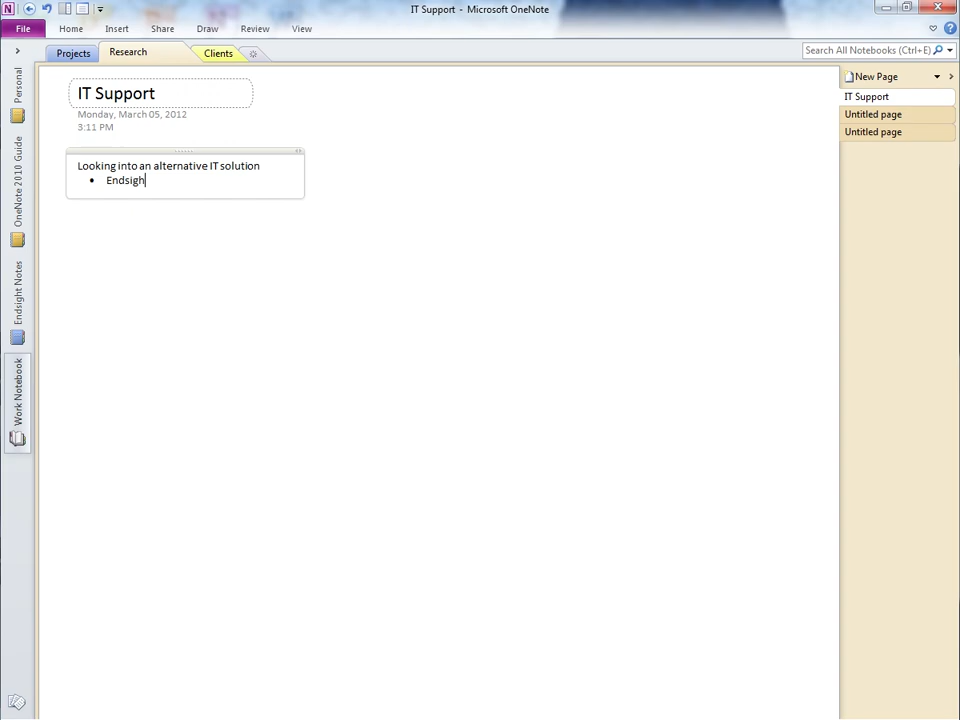 IT Support - Microsoft OneNote
File Home Insert Share Draw Review View
Projects Research Clients
Search All Notebooks (Ctrl+E)
IT Support
Monday, March 05, 2012
3:11 PM
Looking into an alternative IT solution
• Endsigh
New Page
IT Support
Untitled page
Untitled page
Personal
OneNote 2010 Guide
Endsight Notes
Work Notebook